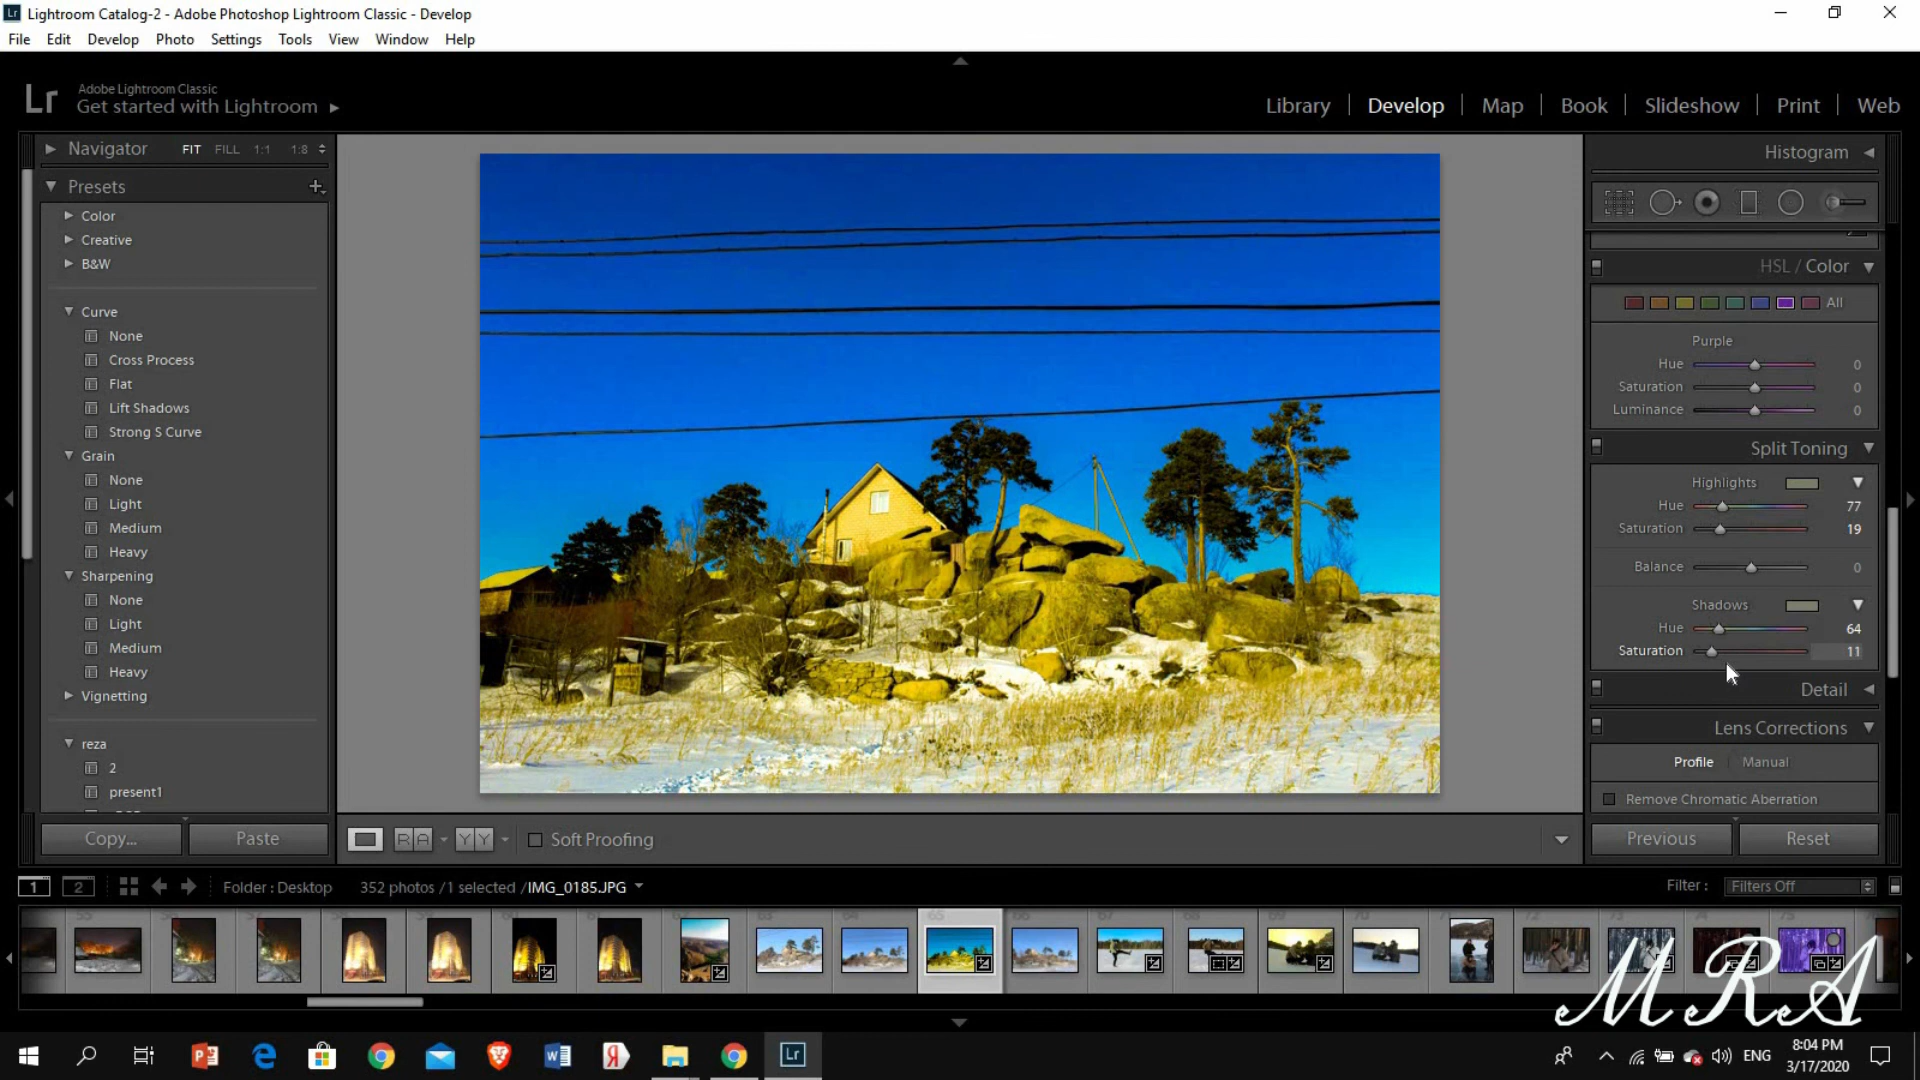 Lr Lightroom Catalog-2 - Adobe Photoshop Lightroom Classic - Develop
File Edit Develop Photo Settings Tools View Window Help
Lr Adobe Lightroom Classic
Get started with Lightroom
Library Develop Map Book Slideshow Print Web
Navigator FIT FILL 1:1 1:8
Presets
Color
Creative
B&W
Curve
None
Cross Process
Flat
Lift Shadows
Strong S Curve
Grain
None
Light
Medium
Heavy
Sharpening
None
Light
Medium
Heavy
Vignetting
reza
2
present1
Copy... Paste
Histogram
HSL / Color
All
Purple
Hue 0
Saturation 0
Luminance 0
Split Toning
Highlights
Hue 77
Saturation 19
Balance 0
Shadows
Hue 64
Saturation 11
Detail
Lens Corrections
Profile Manual
Remove Chromatic Aberration
Previous Reset
RA YY Soft Proofing
1 2 Folder : Desktop 352 photos / 1 selected / IMG_0185.JPG Filter : Filters Off
MRA
Lr ENG 8:04 PM
3/17/2020